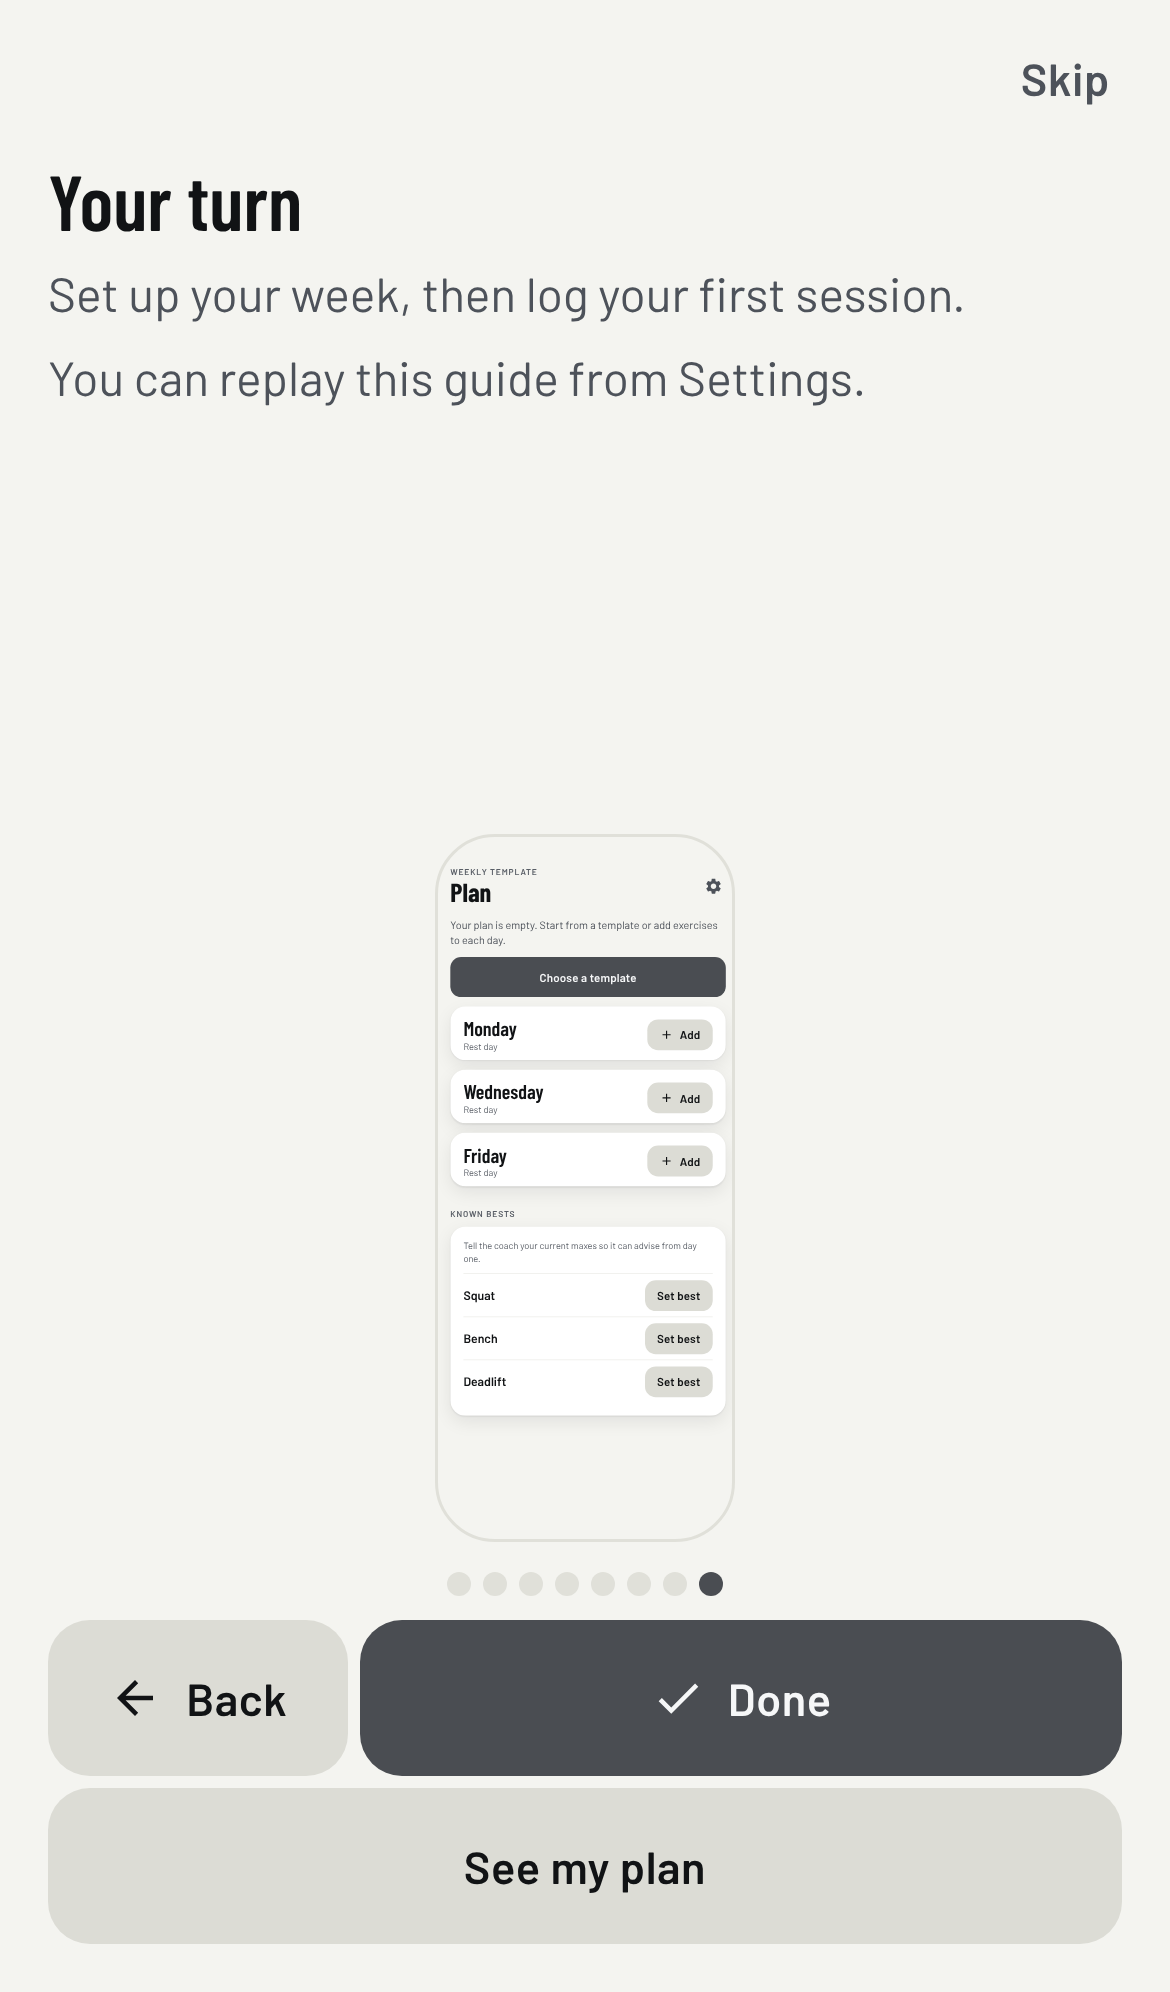 Skip
Your turn
Set up your week, then log your first session.
You can replay this guide from Settings.
WEEKLY TEMPLATE
Plan
Your plan is empty. Start from a template or add exercises
to each day.
Choose a template
Monday
Rest day
+ Add
Wednesday
Rest day
+ Add
Friday
Rest day
+ Add
KNOWN BESTS
Tell the coach your current maxes so it can advise from day
one.
Squat
Set best
Bench
Set best
Deadlift
Set best
Back
Done
See my plan